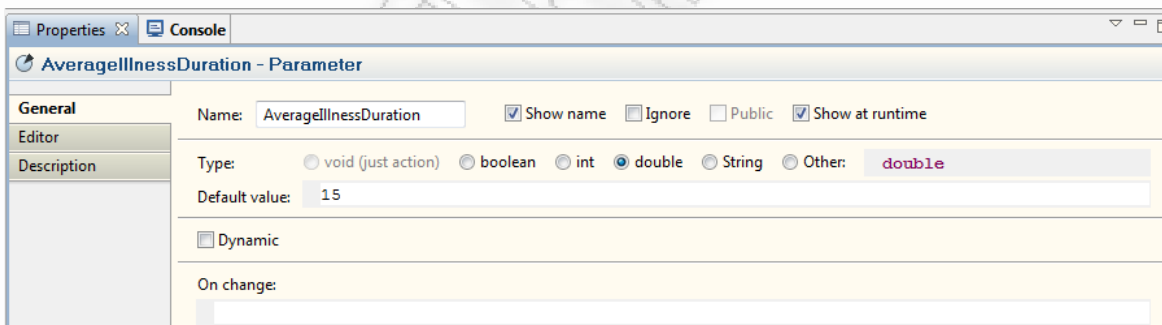 Properties Console
AverageIllnessDuration - Parameter
General
Editor
Description
Name: AverageIllnessDuration Show name Ignore Public Show at runtime
Type: void (just action) boolean int double String Other: double
Default value: 15
Dynamic
On change: